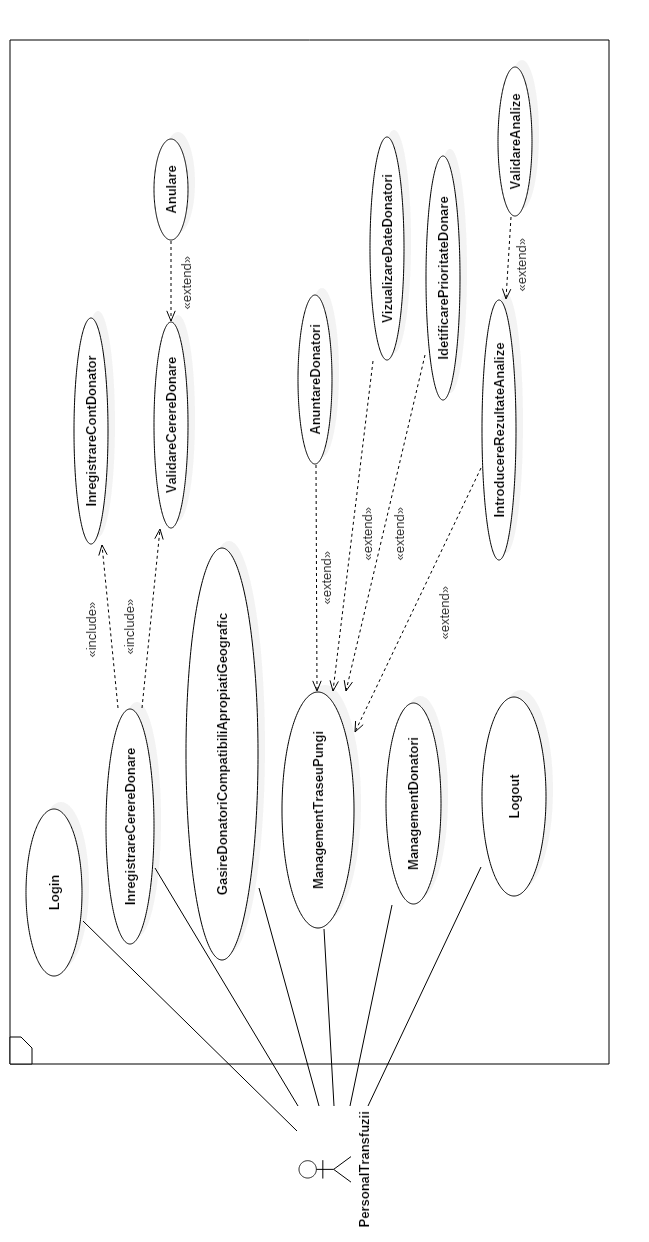 Login
InregistrareCerereDonare
«include»
«include»
InregistrareContDonator
ValidareCerereDonare
«extend»
Anulare
GasireDonatoriCompatibiliApropiatiGeografic
ManagementTraseuPungi
«extend»
«extend»
«extend»
«extend»
AnuntareDonatori
VizualizareDateDonatori
IdetificarePrioritateDonare
IntroducereRezultateAnalize
«extend»
ValidareAnalize
ManagementDonatori
Logout
PersonalTransfuzii